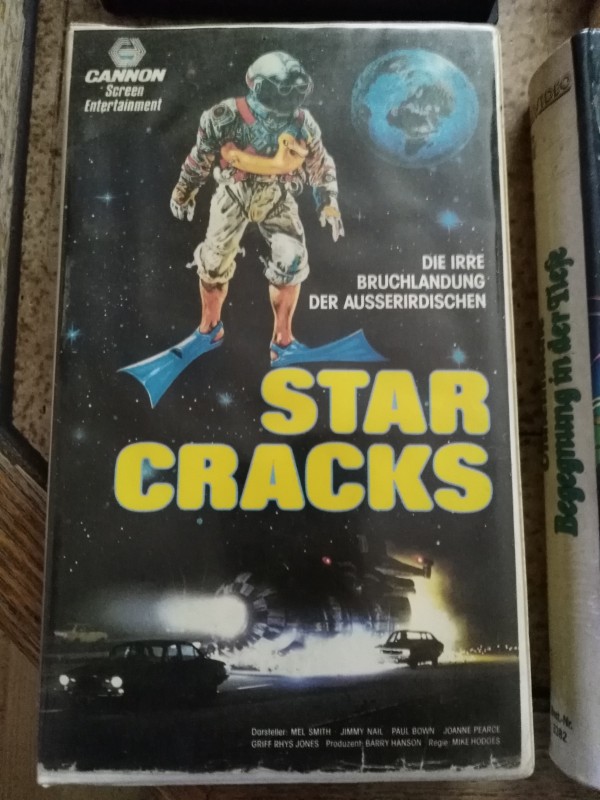 CANNON
Screen
Entertainment
DIE IRRE
BRUCHLANDUNG
DER AUSSERIRDISCHEN
STAR
CRACKS
Darsteller: MEL SMITH JIMMY NAIL PAUL BOWN JOANNE PEARCE
GRIFF RHYS JONES Produzent: BARRY HANSON Regie: MIKE HODGES
VIDEO
Begegnung in der Tiefe